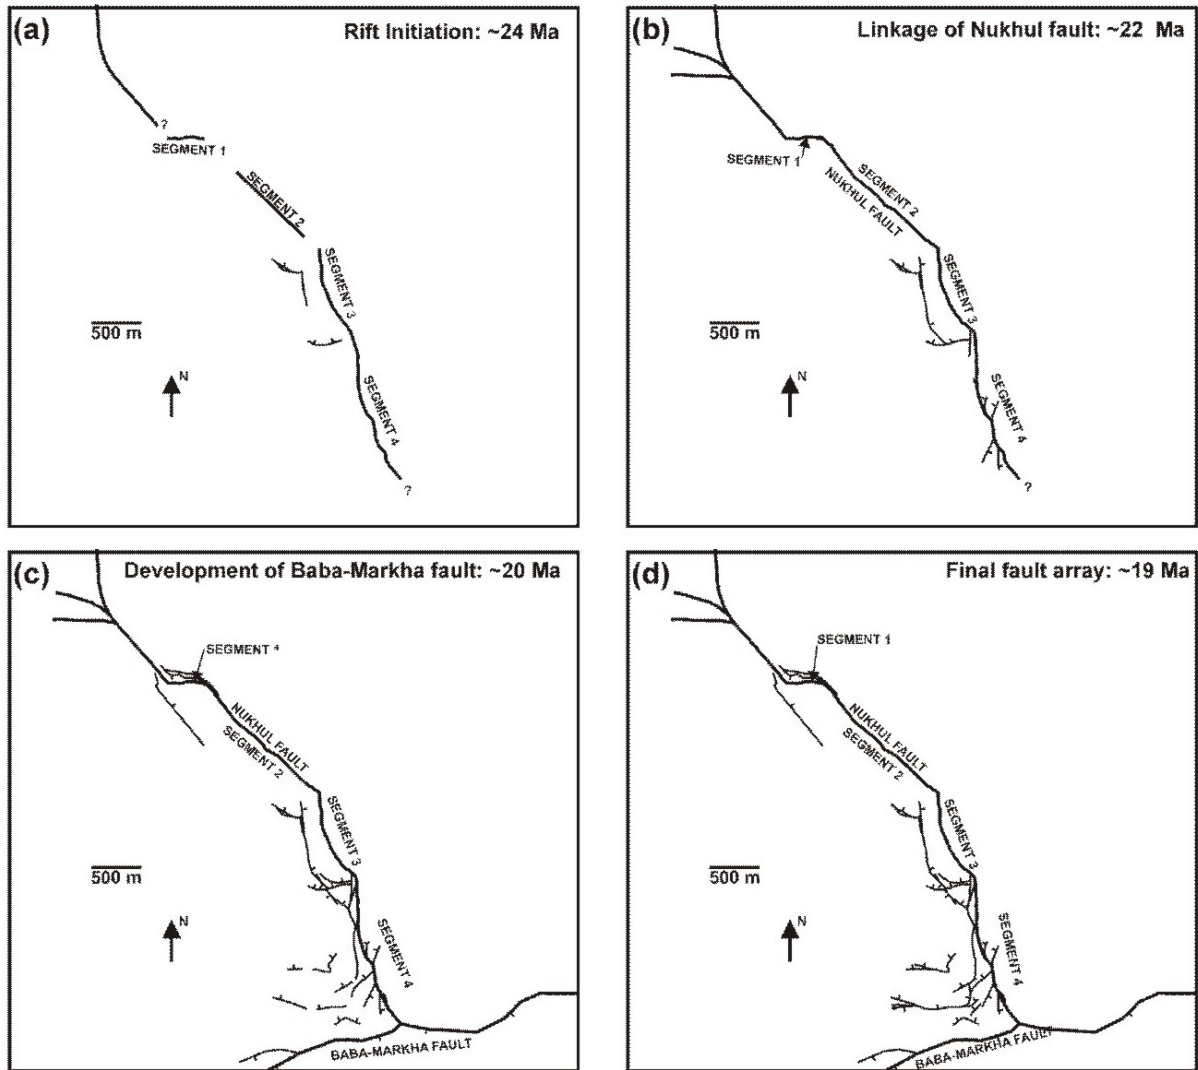 (a) Rift Initiation: ~24 Ma
?
SEGMENT 1
SEGMENT 2
SEGMENT 3
500 m
N
SEGMENT 4
?
(b) Linkage of Nukhul fault: ~22 Ma
SEGMENT 1
SEGMENT 2
NUKHUL FAULT
SEGMENT 3
500 m
N
SEGMENT 4
?
(c) Development of Baba-Markha fault: ~20 Ma
SEGMENT
NUKHUL FAULT
SEGMENT 2
SEGMENT 3
500 m
N
SEGMENT 4
BABA-MARKHA FAULT
(d) Final fault array: ~19 Ma
SEGMENT 1
NUKHUL FAULT
SEGMENT 2
SEGMENT 3
500 m
N
SEGMENT 4
BABA-MARKHA FAULT